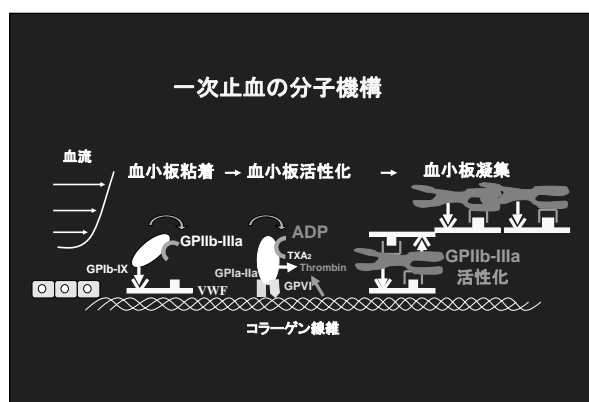 一次止血の分子機構
血流
血小板粘着 → 血小板活性化 → 血小板凝集
GPIIb-IIIa
ADP
TXA₂
Thrombin
GPIb-IX
GPIa-IIa
GPVI
VWF
GPIIb-IIIa
活性化
コラーゲン線維